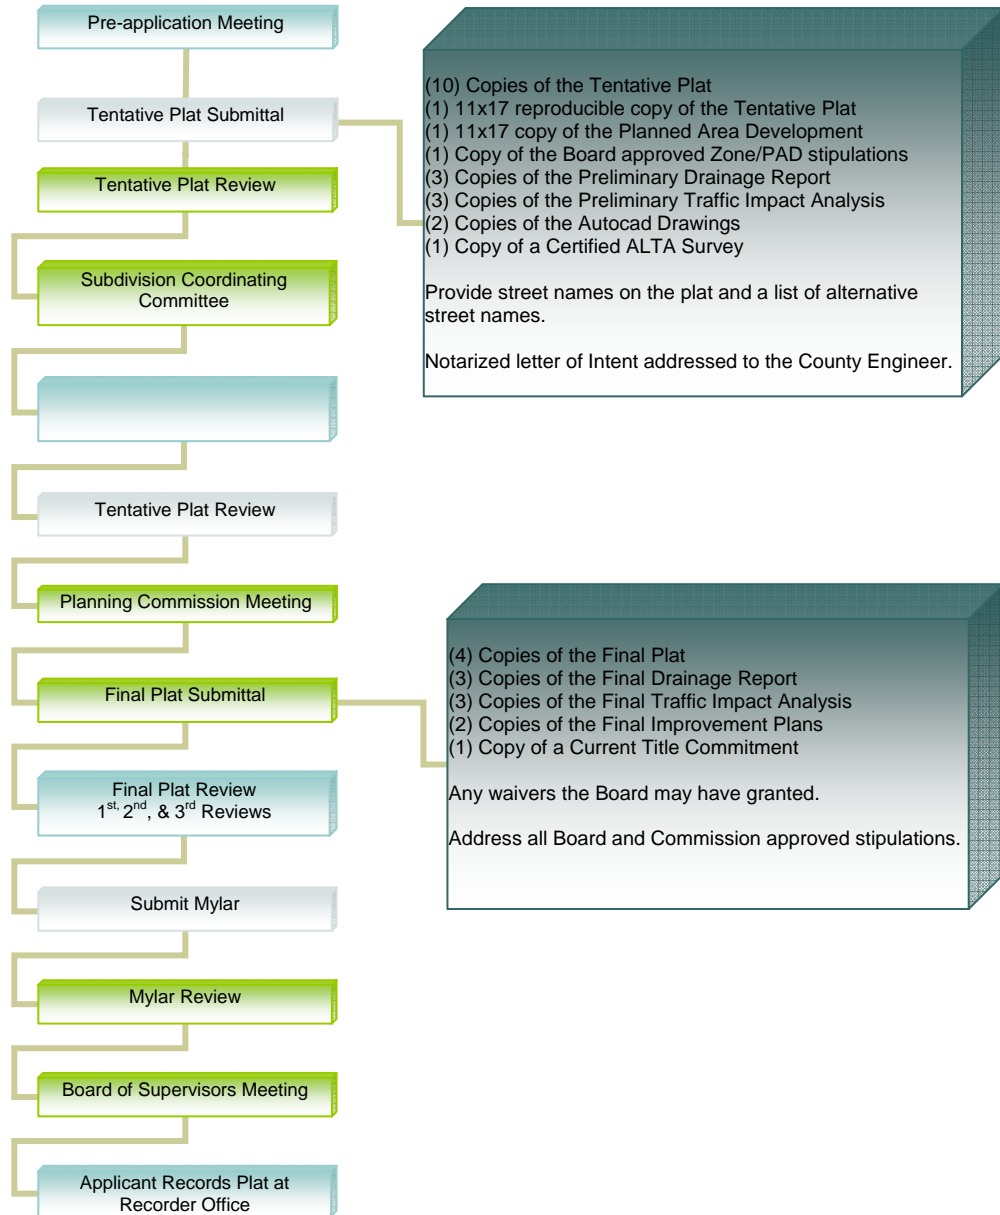 Pre-application Meeting
Tentative Plat Submittal
Tentative Plat Review
Subdivision Coordinating
Committee
Tentative Plat Review
Planning Commission Meeting
Final Plat Submittal
Final Plat Review
1st, 2nd, & 3rd Reviews
Submit Mylar
Mylar Review
Board of Supervisors Meeting
Applicant Records Plat at
Recorder Office
(10) Copies of the Tentative Plat
(1) 11x17 reproducible copy of the Tentative Plat
(1) 11x17 copy of the Planned Area Development
(1) Copy of the Board approved Zone/PAD stipulations
(3) Copies of the Preliminary Drainage Report
(3) Copies of the Preliminary Traffic Impact Analysis
(2) Copies of the Autocad Drawings
(1) Copy of a Certified ALTA Survey
Provide street names on the plat and a list of alternative
street names.
Notarized letter of Intent addressed to the County Engineer.
(4) Copies of the Final Plat
(3) Copies of the Final Drainage Report
(3) Copies of the Final Traffic Impact Analysis
(2) Copies of the Final Improvement Plans
(1) Copy of a Current Title Commitment
Any waivers the Board may have granted.
Address all Board and Commission approved stipulations.